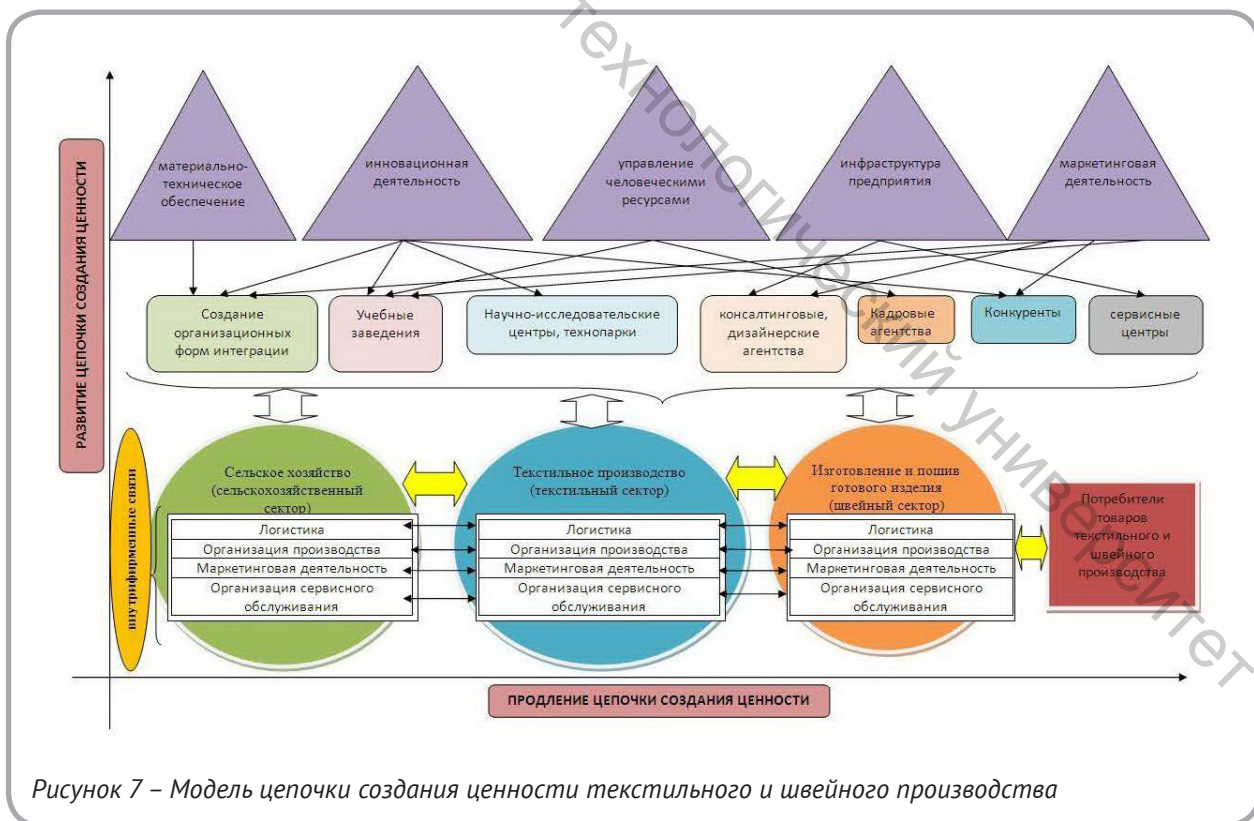 технологический университет
РАЗВИТИЕ ЦЕПОЧКИ СОЗДАНИЯ ЦЕННОСТИ
материально-
техническое
обеспечение
инновационная
деятельность
управление
человеческими
ресурсами
инфраструктура
предприятия
маркетинговая
деятельность
Создание
организационных
форм интеграции
Учебные
заведения
Научно-исследовательские
центры, технопарки
консалтинговые,
дизайнерские
агентства
Кадровые
агентства
Конкуренты
сервисные
центры
внутрифирменные связи
Сельское хозяйство
(сельскохозяйственный
сектор)
Логистика
Организация производства
Маркетинговая деятельность
Организация сервисного
обслуживания
Текстильное производство
(текстильный сектор)
Логистика
Организация производства
Маркетинговая деятельность
Организация сервисного
обслуживания
Изготовление и пошив
готового изделия
(швейный сектор)
Логистика
Организация производства
Маркетинговая деятельность
Организация сервисного
обслуживания
Потребители
товаров
текстильного и
швейного
производства
ПРОДЛЕНИЕ ЦЕПОЧКИ СОЗДАНИЯ ЦЕННОСТИ
Рисунок 7 – Модель цепочки создания ценности текстильного и швейного производства